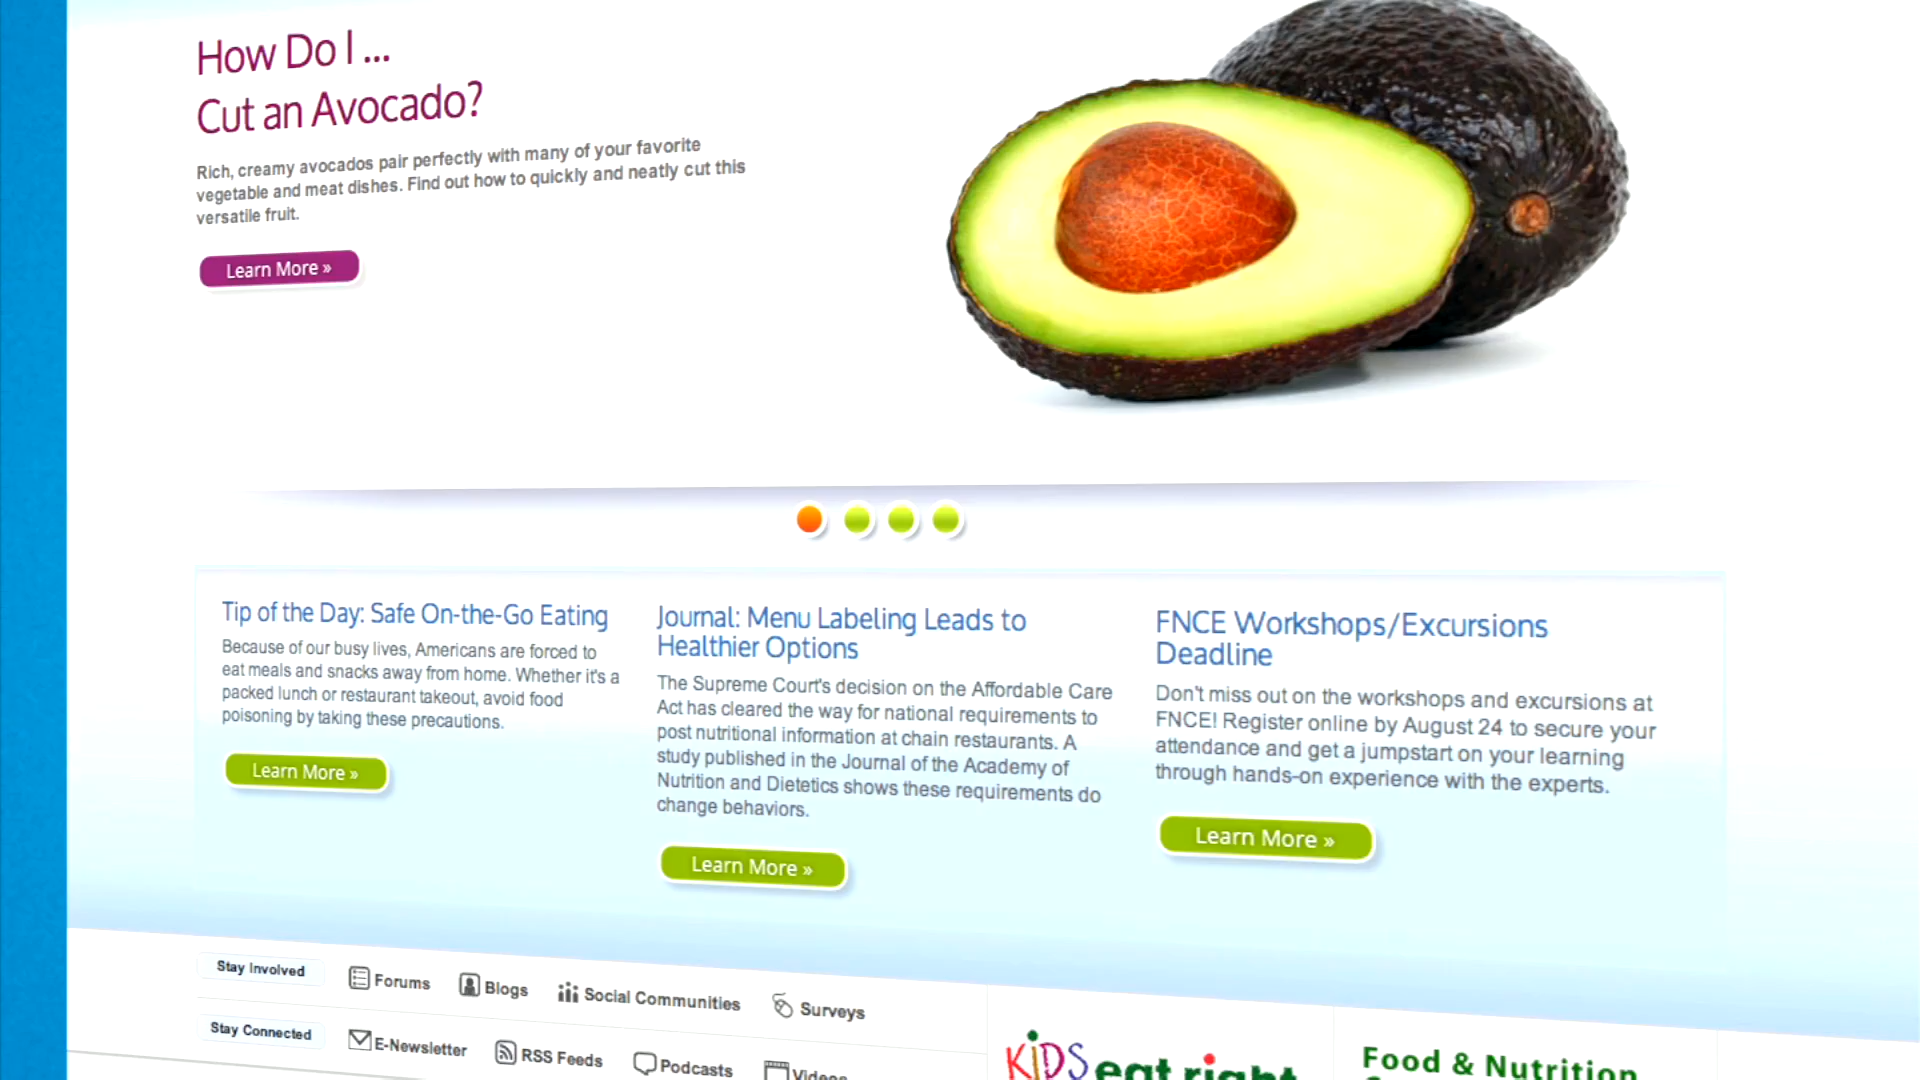 How Do I ...
Cut an Avocado?
Rich, creamy avocados pair perfectly with many of your favorite
vegetable and meat dishes. Find out how to quickly and neatly cut this
versatile fruit.
Learn More »
Tip of the Day: Safe On-the-Go Eating
Because of our busy lives, Americans are forced to
eat meals and snacks away from home. Whether it's a
packed lunch or restaurant takeout, avoid food
poisoning by taking these precautions.
Learn More »
Journal: Menu Labeling Leads to
Healthier Options
The Supreme Court's decision on the Affordable Care
Act has cleared the way for national requirements to
post nutritional information at chain restaurants. A
study published in the Journal of the Academy of
Nutrition and Dietetics shows these requirements do
change behaviors.
Learn More »
FNCE Workshops/Excursions
Deadline
Don't miss out on the workshops and excursions at
FNCE! Register online by August 24 to secure your
attendance and get a jumpstart on your learning
through hands-on experience with the experts.
Learn More »
Stay Involved
Forums
Blogs
Social Communities
Surveys
Stay Connected
E-Newsletter
RSS Feeds
Podcasts
Videos
KiDS eat right
Food & Nutrition